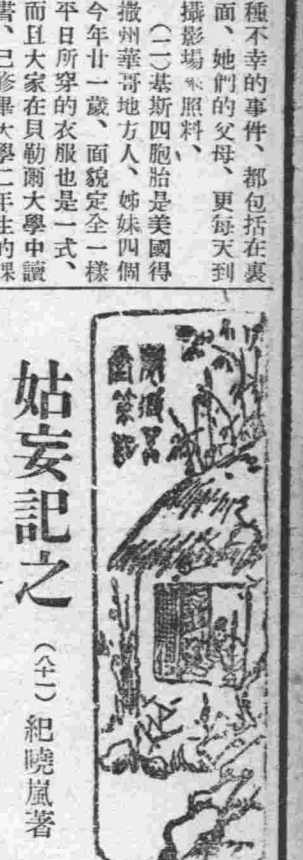 種不幸的事件、都包括在裏
面、她們的父母、更每天到
攝影場照料、
(二)基斯四胞胎是美國得
撒州華哥地方人、姊妹四個
今年廿一歲、面貌定全一樣
平日所穿的衣服也是一式、
而且大家在貝勒爾大學中讀
書、已修畢大學二年生的課
姑妄記之
(八十一)紀曉嵐著